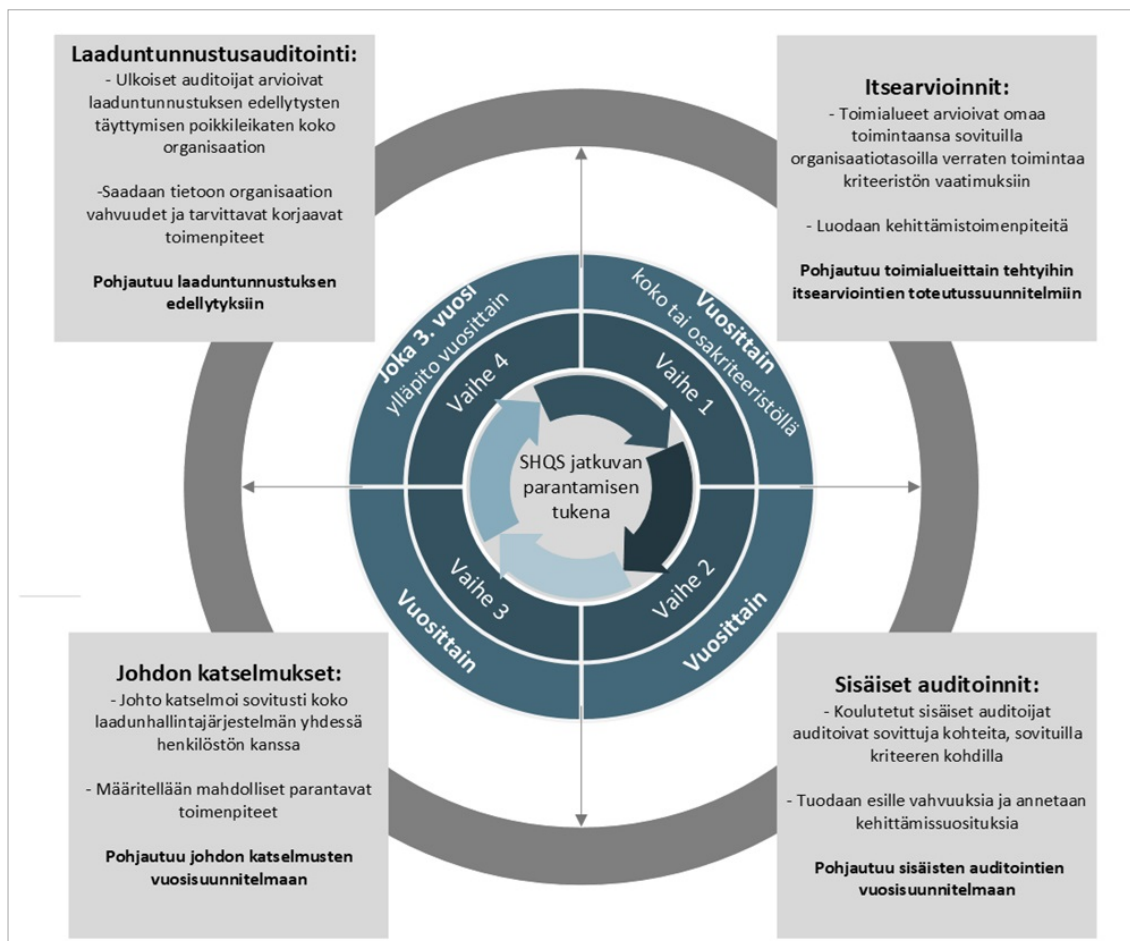 Laaduntunnustusauditointi:
- Ulkoiset auditoijat arvioivat
laaduntunnustuksen edellytysten
täyttymisen poikkileikaten koko
organisaation
-Saadaan tietoon organisaation
vahvuudet ja tarvittavat korjaavat
toimenpiteet
Pohjautuu laaduntunnustuksen
edellytyksiin
Itsearvioinnit:
- Toimialueet arvioivat omaa
toimintaansa sovituilla
organisaatiotasoilla verraten toimintaa
kriteeristön vaatimuksiin
- Luodaan kehittämistoimenpiteitä
Pohjautuu toimialueittain tehtyihin
itsearviointien toteutussuunnitelmiin
Joka 3. vuosi
ylläpito vuosittain
Vaihe 4
Vuosittain
koko tai osakriteeristöllä
Vaihe 1
SHQS jatkuvan
parantamisen
tukena
Vaihe 3
Vuosittain
Vaihe 2
Vuosittain
Johdon katselmukset:
- Johto katselmoi sovitusti koko
laadunhallintajärjestelmän yhdessä
henkilöstön kanssa
- Määritellään mahdolliset parantavat
toimenpiteet
Pohjautuu johdon katselmusten
vuosisuunnitelmaan
Sisäiset auditoinnit:
- Koulutetut sisäiset auditoijat
auditoivat sovittuja kohteita, sovituilla
kriteeren kohdilla
- Tuodaan esille vahvuuksia ja annetaan
kehittämissuosituksia
Pohjautuu sisäisten auditointien
vuosisuunnitelmaan